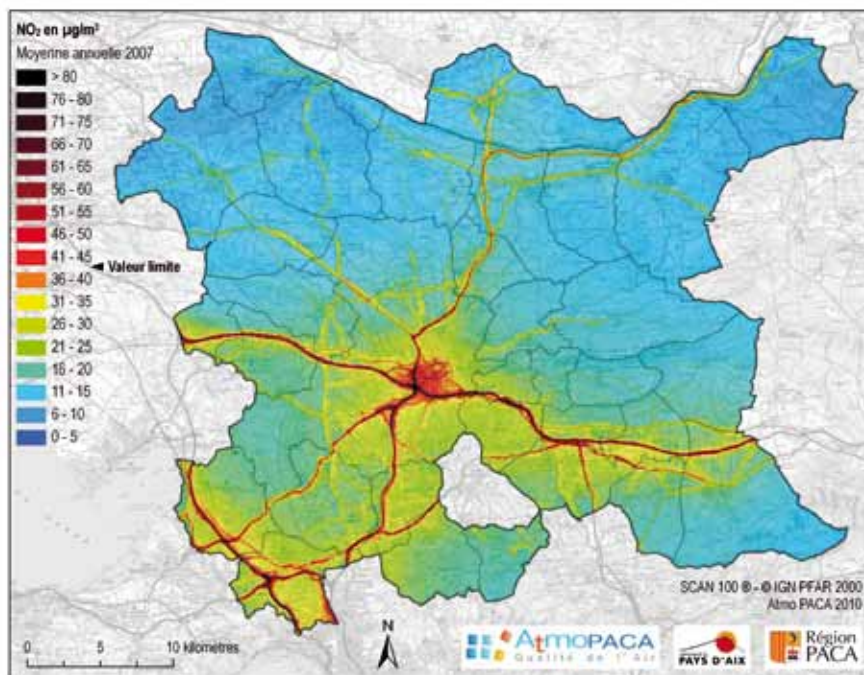 NO₂ en µg/m³
Moyenne annuelle 2007
> 80
76 - 80
71 - 75
66 - 70
61 - 65
56 - 60
51 - 55
46 - 50
41 - 45
Valeur limite
36 - 40
31 - 35
26 - 30
21 - 25
16 - 20
11 - 15
6 - 10
0 - 5
SCAN 100 ® - © IGN PFAR 2000
Atmo PACA 2010
0 5 10 kilomètres
N
AtmoPACA
Qualité de l'Air
PAYS D'AIX
Région
PACA